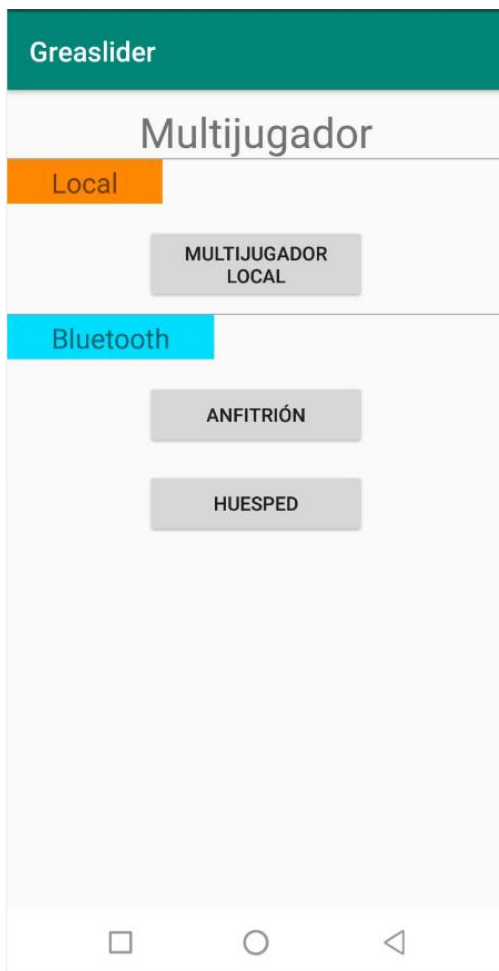 Greaslider
Multijugador
Local
MULTIJUGADOR
LOCAL
Bluetooth
ANFITRIÓN
HUESPED